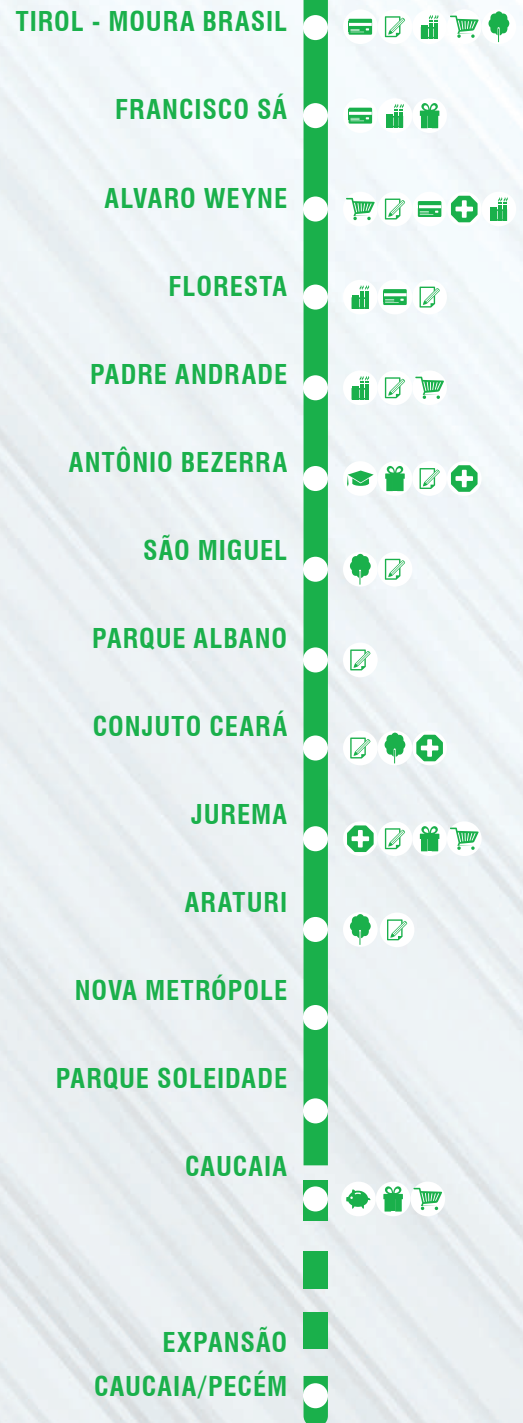 TIROL - MOURA BRASIL
FRANCISCO SÁ
ALVARO WEYNE
FLORESTA
PADRE ANDRADE
ANTÔNIO BEZERRA
SÃO MIGUEL
PARQUE ALBANO
CONJUTO CEARÁ
JUREMA
ARATURI
NOVA METRÓPOLE
PARQUE SOLEIDADE
CAUCAIA
EXPANSÃO
CAUCAIA/PECÉM